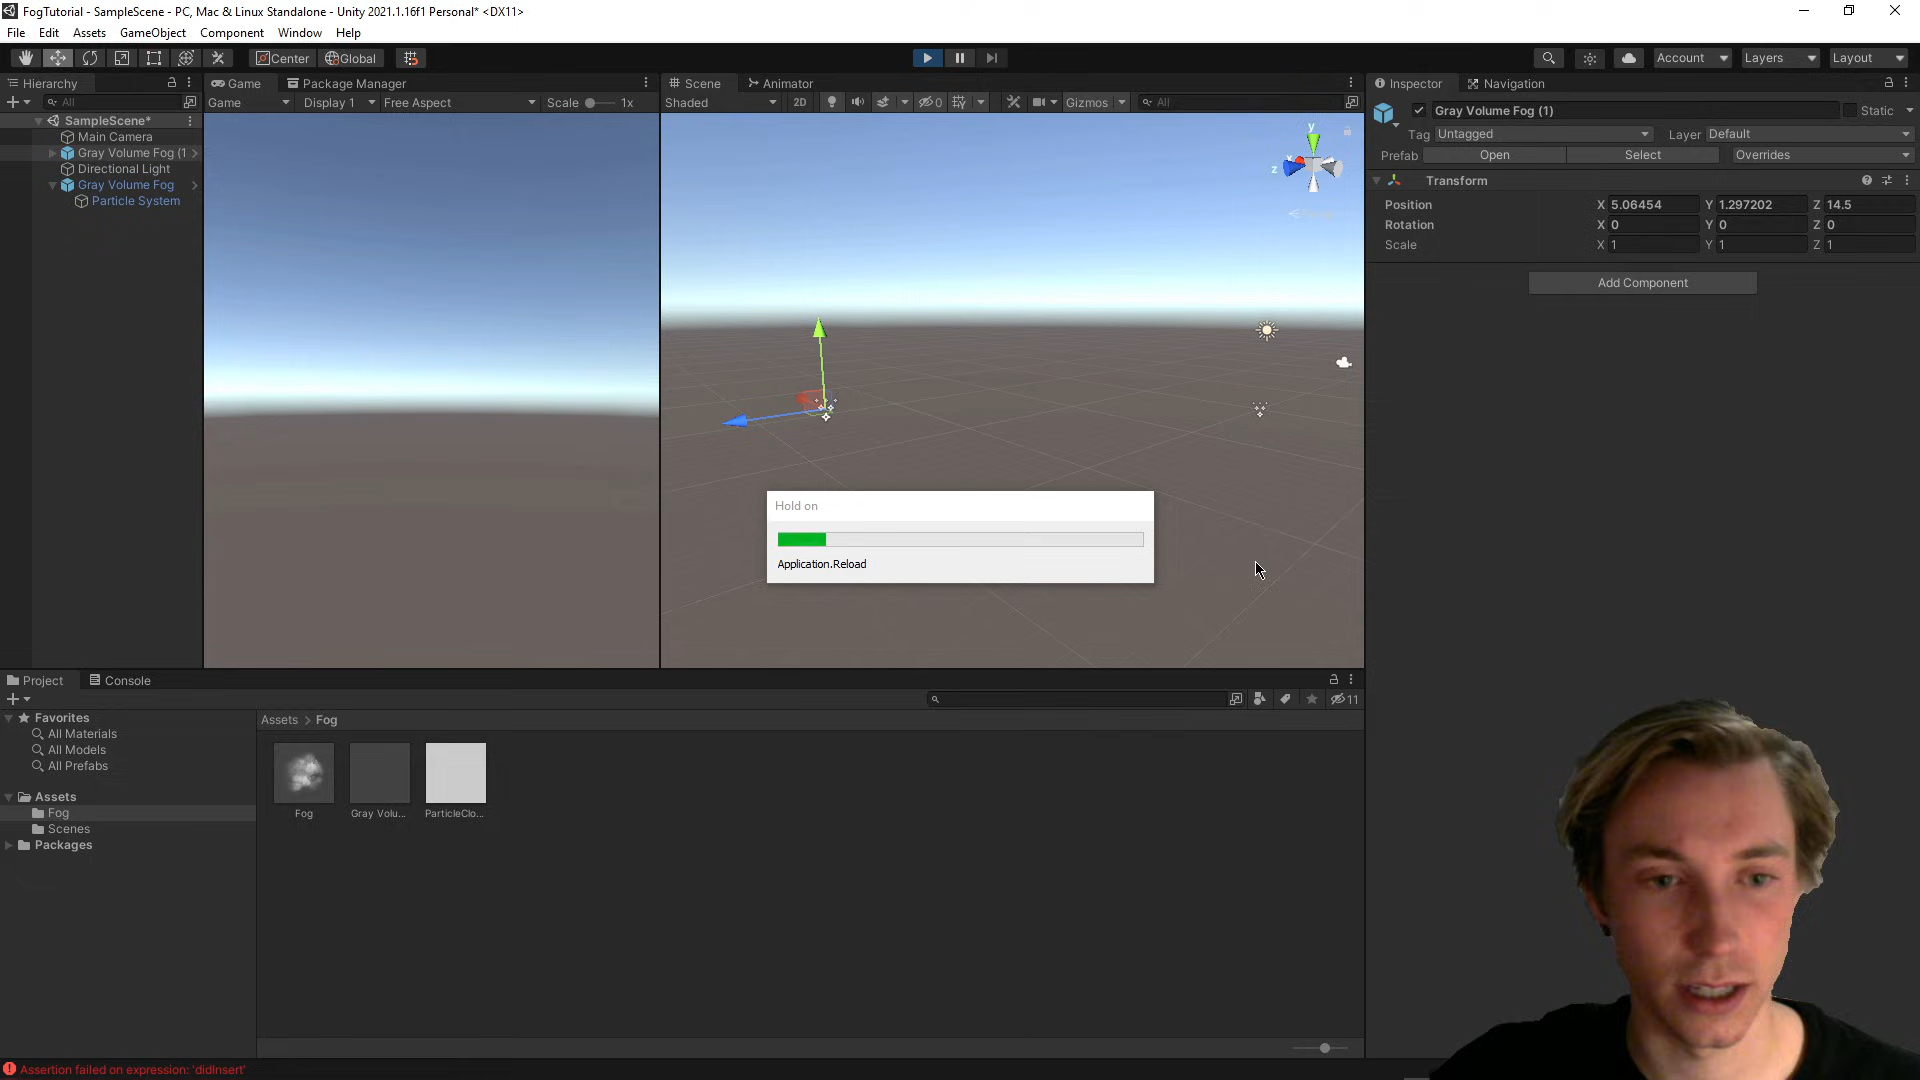 FogTutorial - SampleScene - PC, Mac & Linux Standalone - Unity 2021.1.16f1 Personal* <DX11>
File Edit Assets GameObject Component Window Help
Center Global Account Layers Layout
Hierarchy
All
SampleScene*
Main Camera
Gray Volume Fog (1
Directional Light
Gray Volume Fog
Particle System
Game Package Manager
Game Display 1 Free Aspect Scale 1x
Scene Animator
Shaded 2D 0 Gizmos All
y
z
Hold on
Application.Reload
Inspector Navigation
Gray Volume Fog (1) Static
Tag Untagged Layer Default
Prefab Open Select Overrides
Transform
Position X 5.06454 Y 1.297202 Z 14.5
Rotation X 0 Y 0 Z 0
Scale X 1 Y 1 Z 1
Add Component
Project Console
11
Favorites
All Materials
All Models
All Prefabs
Assets
Fog
Scenes
Packages
Assets > Fog
Fog Gray Volu... ParticleClo...
Assertion failed on expression: 'didInsert'